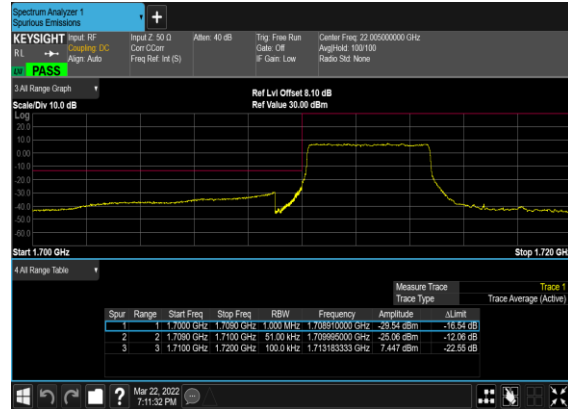 Spectrum Analyzer 1
Spurious Emissions
KEYSIGHT Input: RF Input Z: 50 Ω Atten: 40 dB Trig: Free Run Center Freq: 22.005000000 GHz
RL Coupling: DC Corr CCorr Gate: Off Avg|Hold: 100/100
Align: Auto Freq Ref: Int (S) IF Gain: Low Radio Std: None
PASS
3 All Range Graph Ref Lvl Offset 8.10 dB
Scale/Div 10.0 dB Ref Value 30.00 dBm
Log
20.0
10.0
0.00
-10.0
-20.0
-30.0
-40.0
-50.0
-60.0
Start 1.700 GHz Stop 1.720 GH
4 All Range Table
Measure Trace Trace 1
Trace Type Trace Average (Active)
Spur Range Start Freq Stop Freq RBW Frequency Amplitude ΔLimit
1 1 1.7000 GHz 1.7090 GHz 1.000 MHz 1.708910000 GHz -29.54 dBm -16.54 dB
2 2 1.7090 GHz 1.7100 GHz 51.00 kHz 1.709995000 GHz -25.06 dBm -12.06 dB
3 3 1.7100 GHz 1.7200 GHz 100.0 kHz 1.713183333 GHz 7.447 dBm -22.55 dB
? Mar 22, 2022
7:11:32 PM